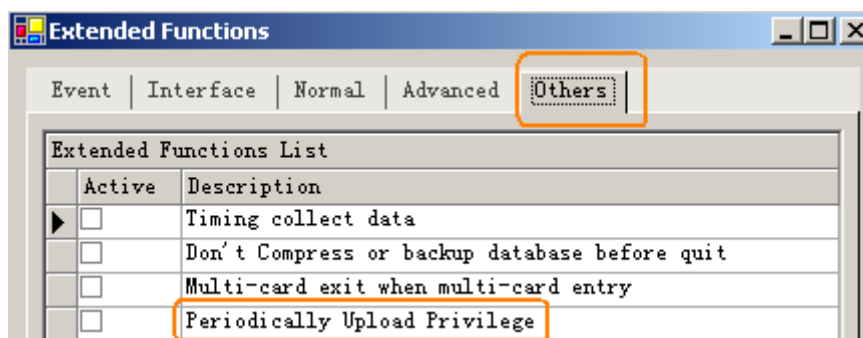 Extended Functions
Event | Interface | Normal | Advanced | Others
Extended Functions List
Active Description
Timing collect data
Don't Compress or backup database before quit
Multi-card exit when multi-card entry
Periodically Upload Privilege